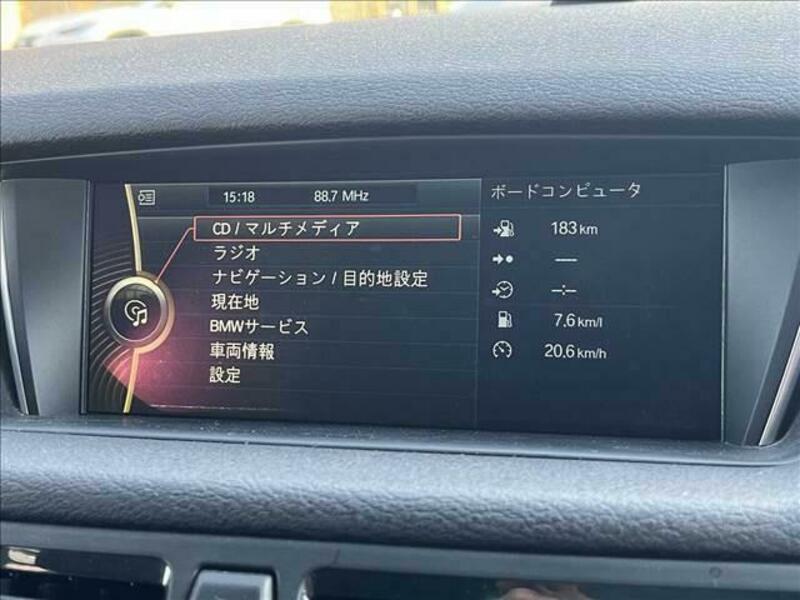 15:18 88.7 MHz
CD / マルチメディア
ラジオ
ナビゲーション / 目的地設定
現在地
BMWサービス
車両情報
設定
ボードコンピュータ
183 km
----
--:--
7.6 km/l
20.6 km/h